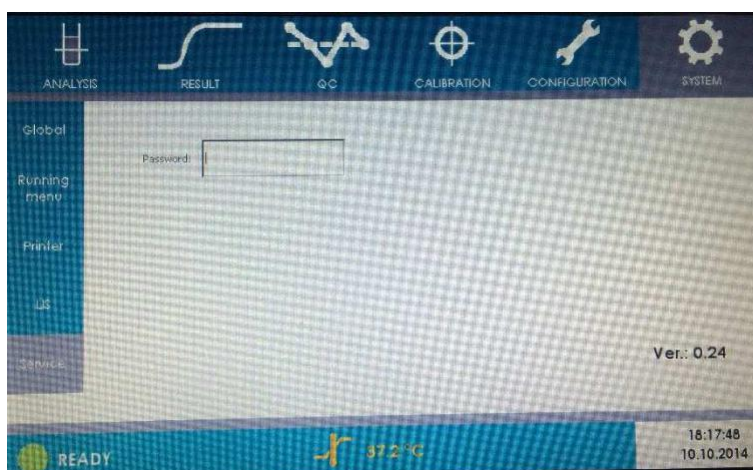 ANALYSIS
RESULT
QC
CALIBRATION
CONFIGURATION
SYSTEM
Global
Password:
Running
menu
Printer
LIS
Service
Ver.: 0.24
READY
37.2 °C
18:17:48
10.10.2014